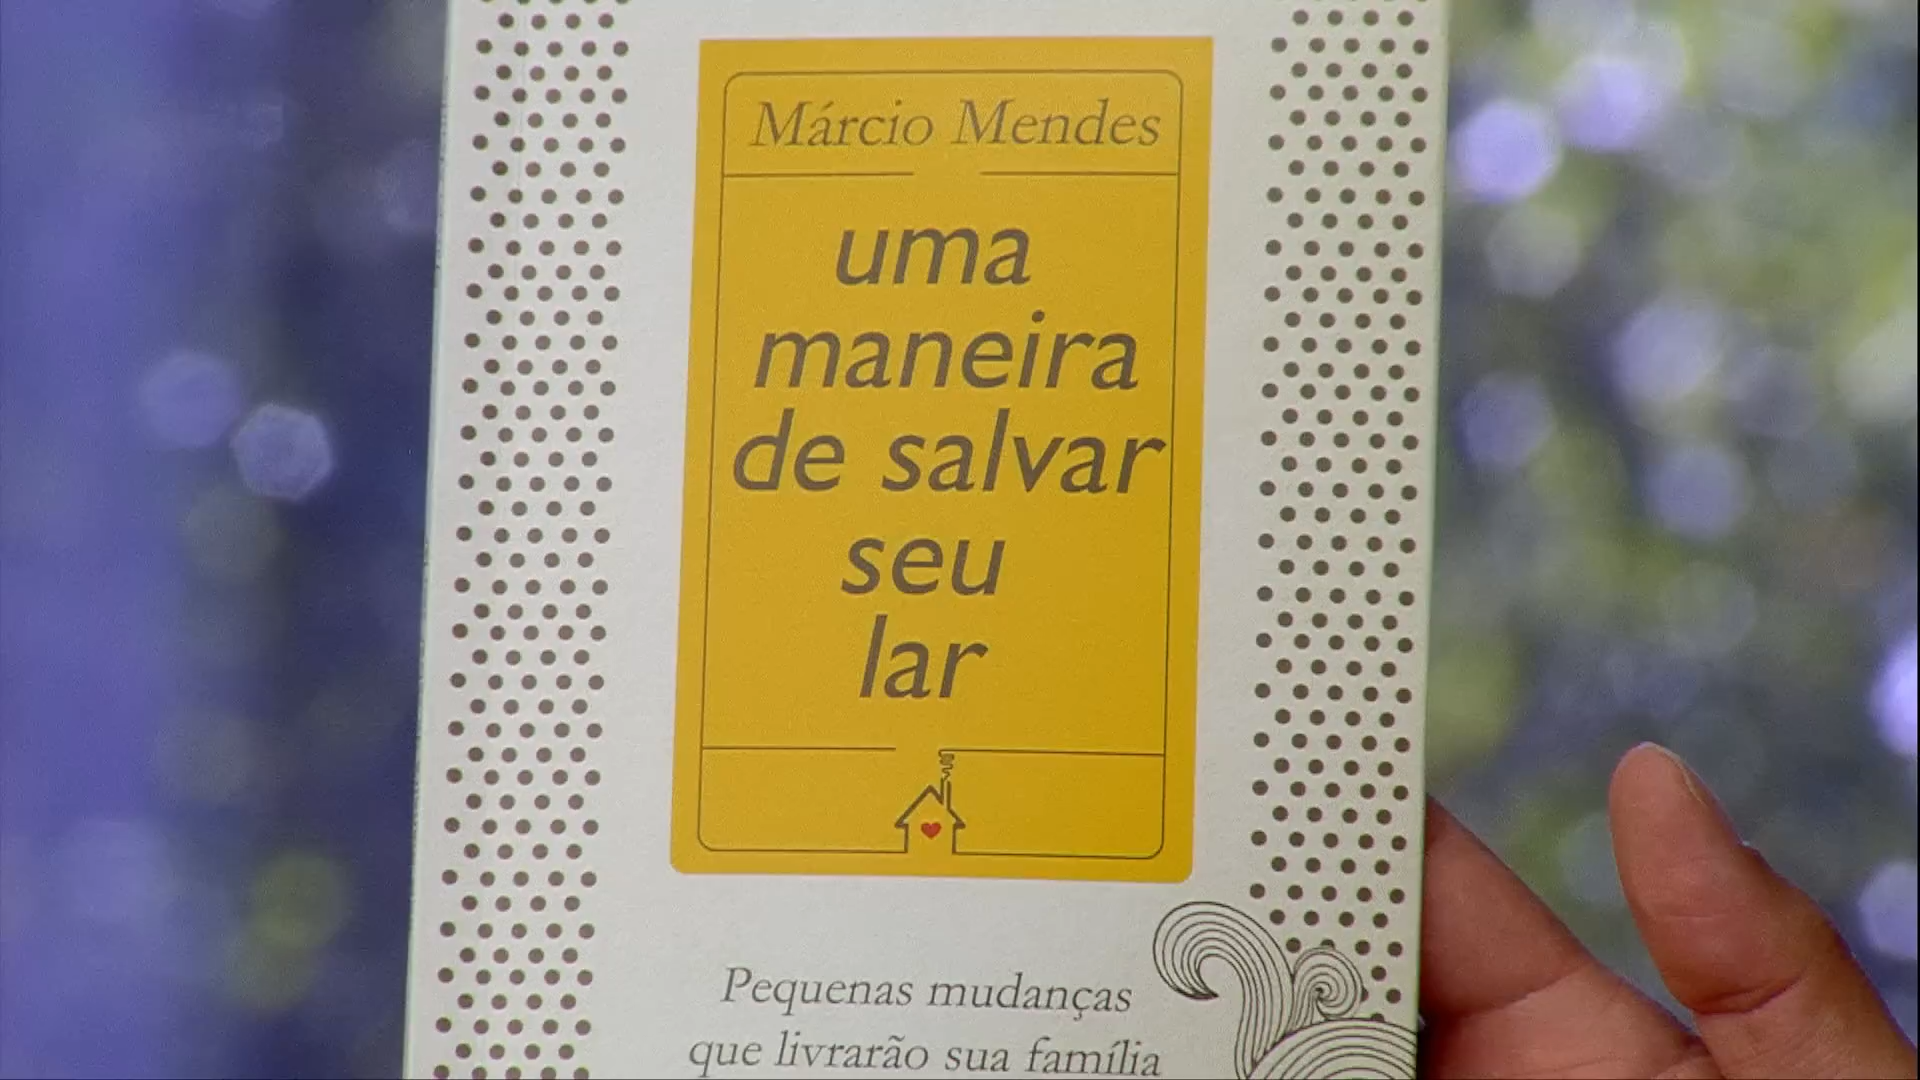 Márcio Mendes
uma
maneira
de salvar
seu
lar
Pequenas mudanças
que livrarão sua família